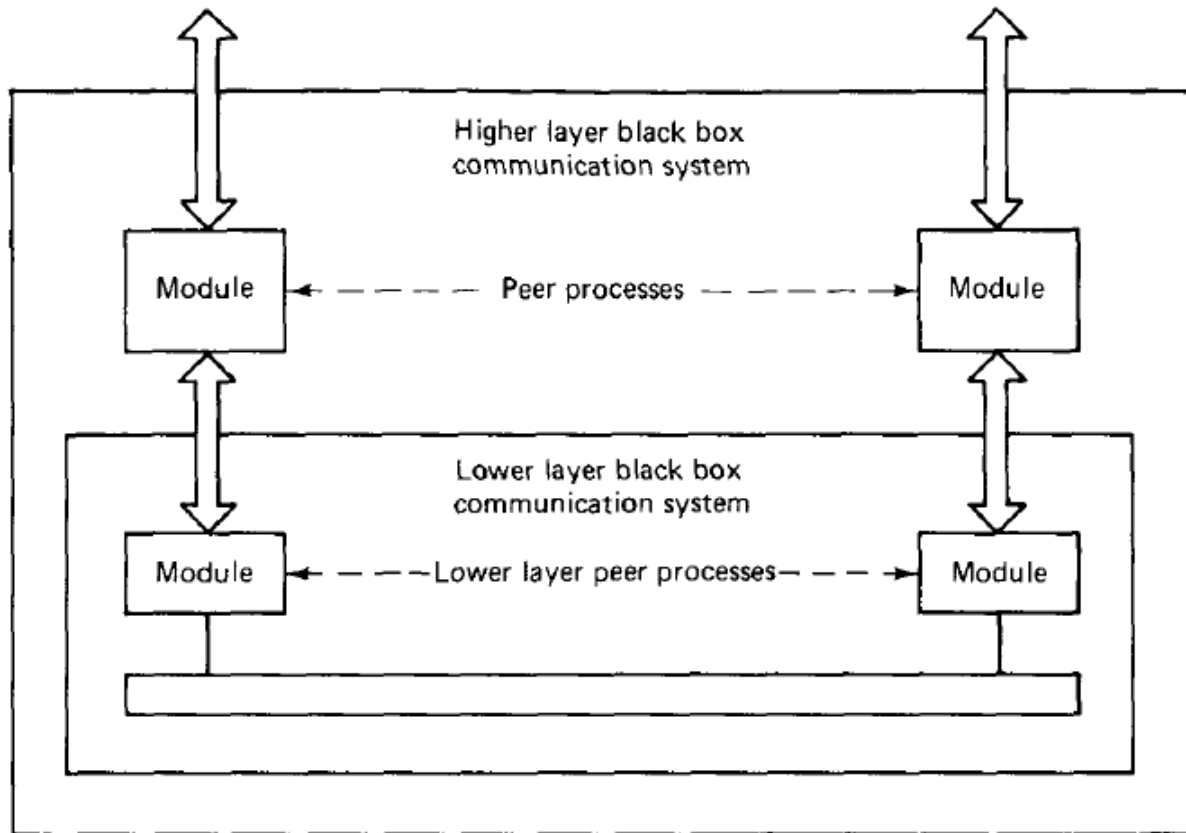 Higher layer black box
communication system
Module
Peer processes
Module
Lower layer black box
communication system
Module
Lower layer peer processes
Module